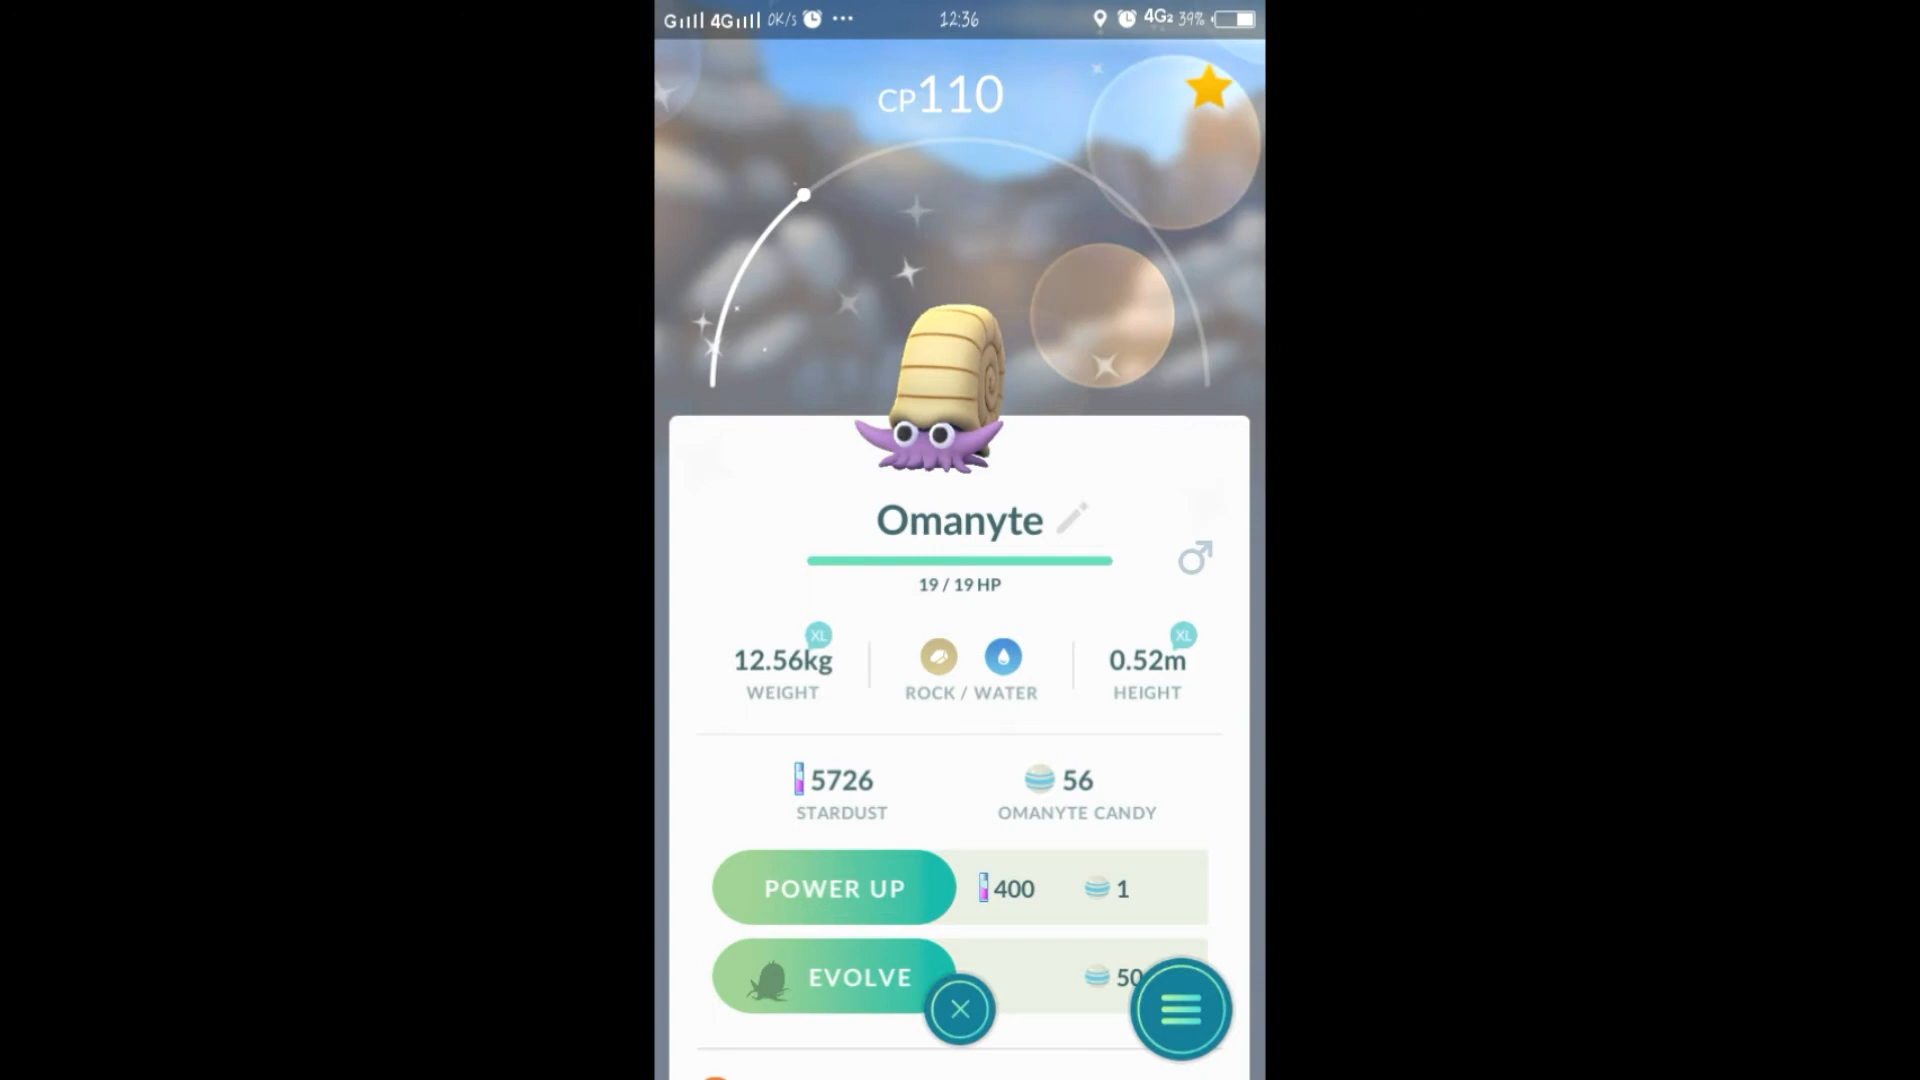 G 4G 0K/s ... 12:36 4G2 39%
CP110
Omanyte
19 / 19 HP
XL XL
12.56kg 0.52m
WEIGHT ROCK / WATER HEIGHT
5726 56
STARDUST OMANYTE CANDY
POWER UP 400 1
EVOLVE 50